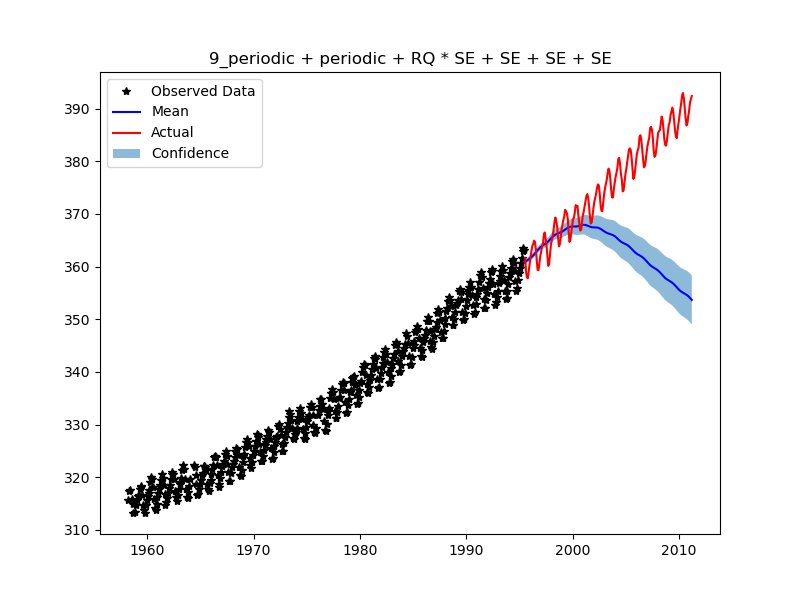 9_periodic + periodic + RQ * SE + SE + SE + SE
Observed Data
Mean
Actual
Confidence
390
380
370
360
350
340
330
320
310
1960 1970 1980 1990 2000 2010